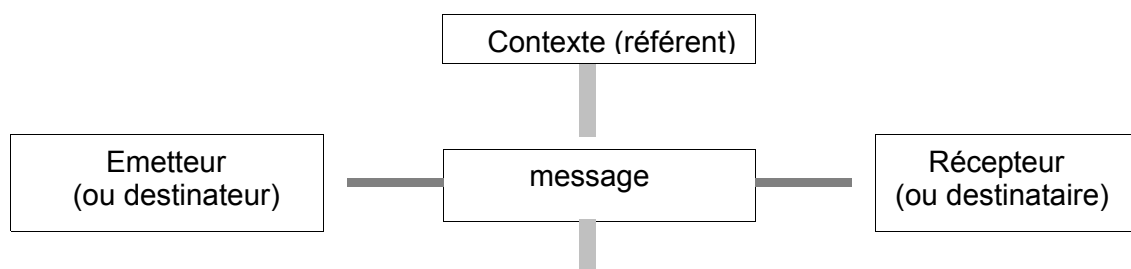 Contexte (référent)
Emetteur
(ou destinateur)
message
Récepteur
(ou destinataire)